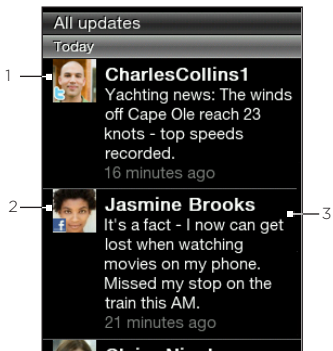 All updates
Today
1
CharlesCollins1
Yachting news: The winds
off Cape Ole reach 23
knots - top speeds
recorded.
16 minutes ago
2
Jasmine Brooks
3
It's a fact - I now can get
lost when watching
movies on my phone.
Missed my stop on the
train this AM.
21 minutes ago